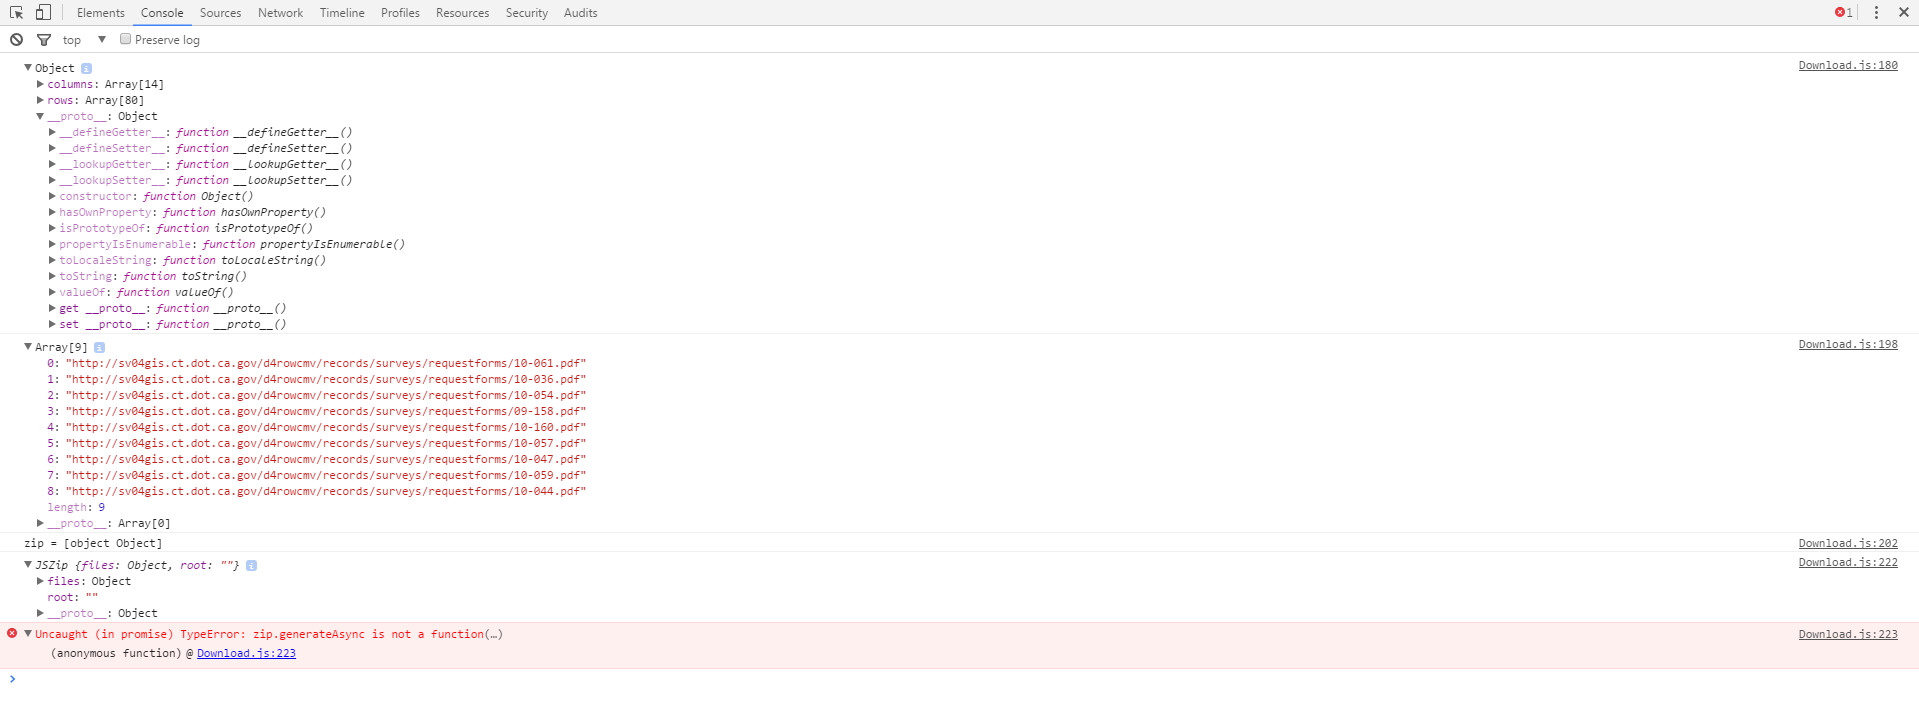 Elements Console Sources Network Timeline Profiles Resources Security Audits 1
top Preserve log
Object Download.js:180
columns: Array[14]
rows: Array[80]
__proto__: Object
__defineGetter__: function __defineGetter__()
__defineSetter__: function __defineSetter__()
__lookupGetter__: function __lookupGetter__()
__lookupSetter__: function __lookupSetter__()
constructor: function Object()
hasOwnProperty: function hasOwnProperty()
isPrototypeOf: function isPrototypeOf()
propertyIsEnumerable: function propertyIsEnumerable()
toLocaleString: function toLocaleString()
toString: function toString()
valueOf: function valueOf()
get __proto__: function __proto__()
set __proto__: function __proto__()
Array[9] Download.js:198
0: "http://sv04gis.ct.dot.ca.gov/d4rowcmv/records/surveys/requestforms/10-061.pdf"
1: "http://sv04gis.ct.dot.ca.gov/d4rowcmv/records/surveys/requestforms/10-036.pdf"
2: "http://sv04gis.ct.dot.ca.gov/d4rowcmv/records/surveys/requestforms/10-054.pdf"
3: "http://sv04gis.ct.dot.ca.gov/d4rowcmv/records/surveys/requestforms/09-158.pdf"
4: "http://sv04gis.ct.dot.ca.gov/d4rowcmv/records/surveys/requestforms/10-160.pdf"
5: "http://sv04gis.ct.dot.ca.gov/d4rowcmv/records/surveys/requestforms/10-057.pdf"
6: "http://sv04gis.ct.dot.ca.gov/d4rowcmv/records/surveys/requestforms/10-047.pdf"
7: "http://sv04gis.ct.dot.ca.gov/d4rowcmv/records/surveys/requestforms/10-059.pdf"
8: "http://sv04gis.ct.dot.ca.gov/d4rowcmv/records/surveys/requestforms/10-044.pdf"
length: 9
__proto__: Array[0]
zip = [object Object] Download.js:202
JSZip {files: Object, root: ""} Download.js:222
files: Object
root: ""
__proto__: Object
Uncaught (in promise) TypeError: zip.generateAsync is not a function(…) Download.js:223
(anonymous function) @ Download.js:223